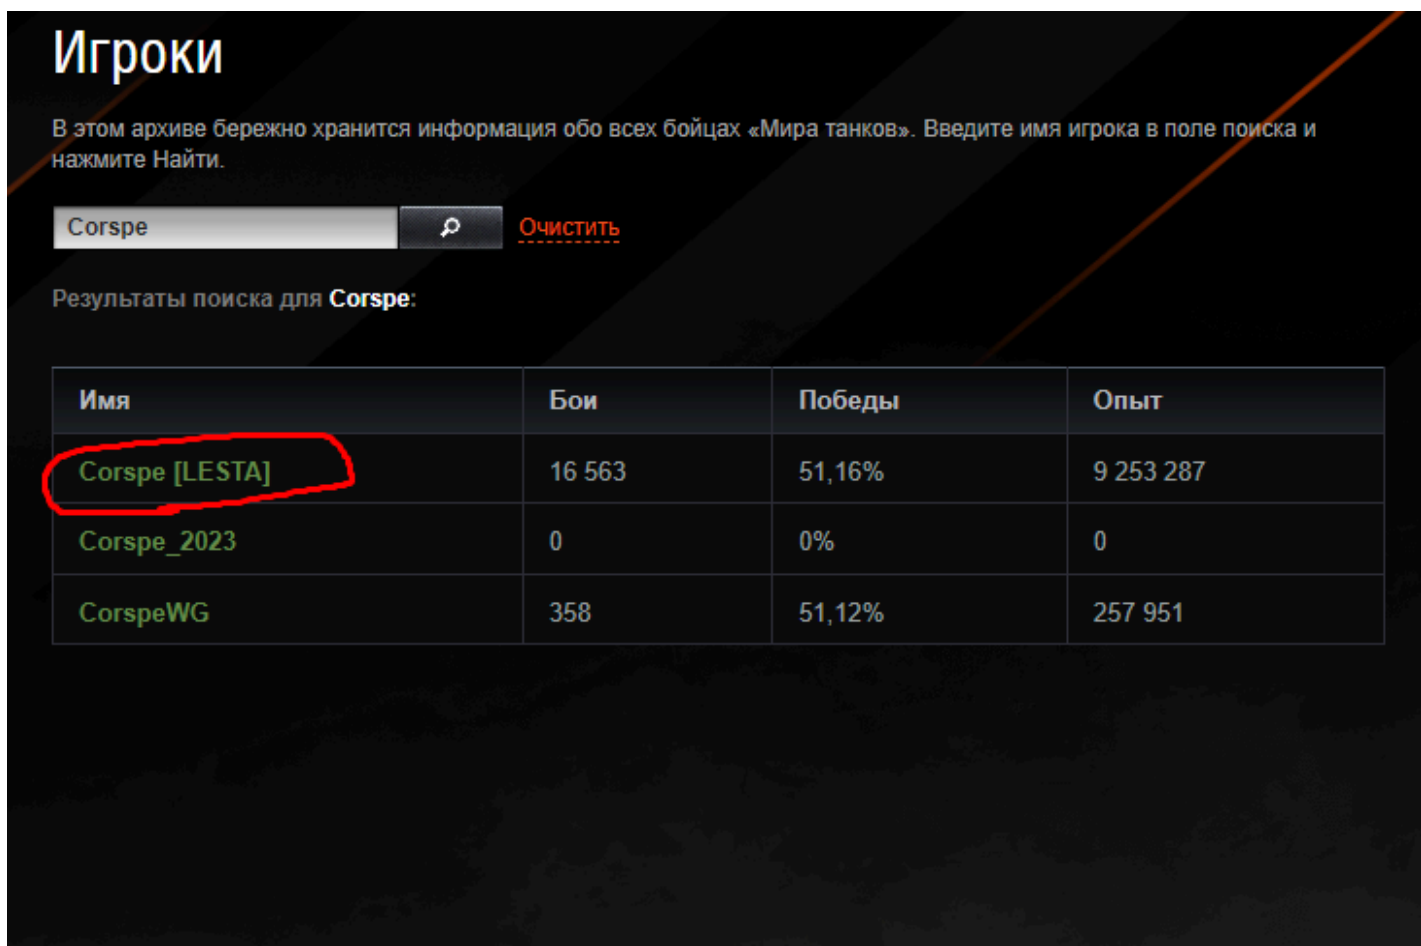 Игроки
В этом архиве бережно хранится информация обо всех бойцах «Мира танков». Введите имя игрока в поле поиска и
нажмите Найти.
Corspe
Очистить
Результаты поиска для Corspe:
Имя Бои Победы Опыт
Corspe [LESTA] 16 563 51,16% 9 253 287
Corspe_2023 0 0% 0
CorspeWG 358 51,12% 257 951